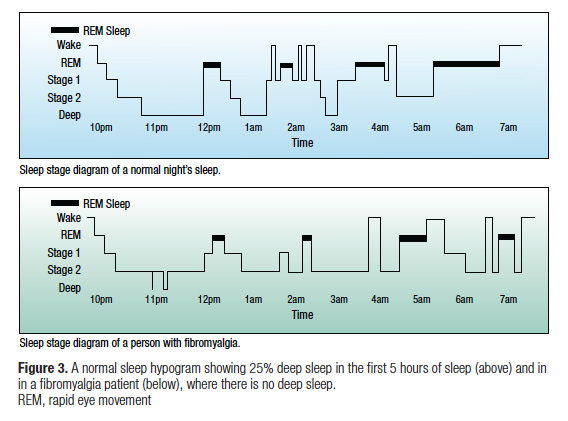 REM Sleep
Wake
REM
Stage 1
Stage 2
Deep
10pm 11pm 12pm 1am 2am 3am 4am 5am 6am 7am
Time
Sleep stage diagram of a normal night's sleep.
REM Sleep
Wake
REM
Stage 1
Stage 2
Deep
10pm 11pm 12pm 1am 2am 3am 4am 5am 6am 7am
Time
Sleep stage diagram of a person with fibromyalgia.
Figure 3. A normal sleep hypogram showing 25% deep sleep in the first 5 hours of sleep (above) and in
in a fibromyalgia patient (below), where there is no deep sleep.
REM, rapid eye movement